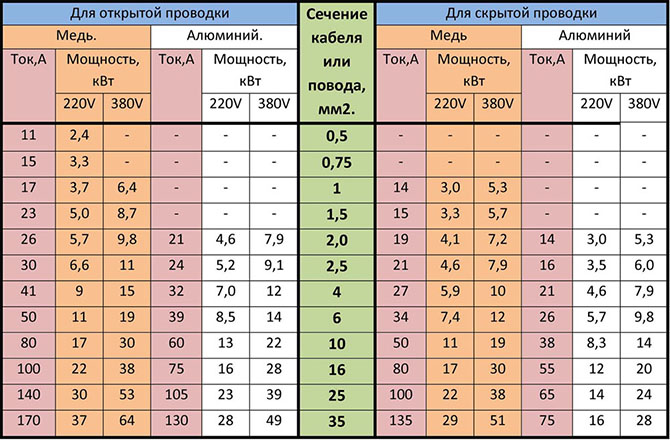 Для открытой проводки Сечение кабеля или повода, мм2. Для скрытой проводки
Медь. Алюминий. Медь Алюминий
Ток,А Мощность, кВт Ток,А Мощность, кВт Ток,А Мощность, кВт Ток,А Мощность, кВт
220V 380V 220V 380V 220V 380V 220V 380V
11 2,4 - - - - 0,5 - - - - - -
15 3,3 - - - - 0,75 - - - - - -
17 3,7 6,4 - - - 1 14 3,0 5,3 - - -
23 5,0 8,7 - - - 1,5 15 3,3 5,7 - - -
26 5,7 9,8 21 4,6 7,9 2,0 19 4,1 7,2 14 3,0 5,3
30 6,6 11 24 5,2 9,1 2,5 21 4,6 7,9 16 3,5 6,0
41 9 15 32 7,0 12 4 27 5,9 10 21 4,6 7,9
50 11 19 39 8,5 14 6 34 7,4 12 26 5,7 9,8
80 17 30 60 13 22 10 50 11 19 38 8,3 14
100 22 38 75 16 28 16 80 17 30 55 12 20
140 30 53 105 23 39 25 100 22 38 65 14 24
170 37 64 130 28 49 35 135 29 51 75 16 28